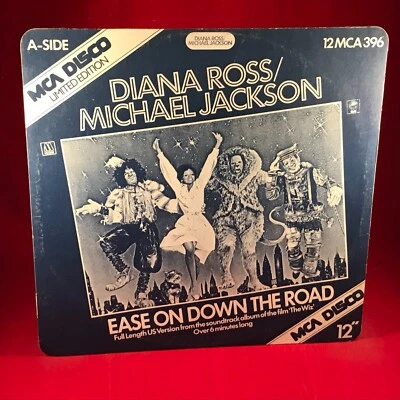 A-SIDE
DIANA ROSS/
MICHAEL JACKSON
12 MCA 396
MCA DISCO
LIMITED EDITION
DIANA ROSS/
MICHAEL JACKSON
EASE ON DOWN THE ROAD
Full Length US Version from the soundtrack album of the film 'The Wiz'
Over 6 minutes long
MCA DISCO
12"